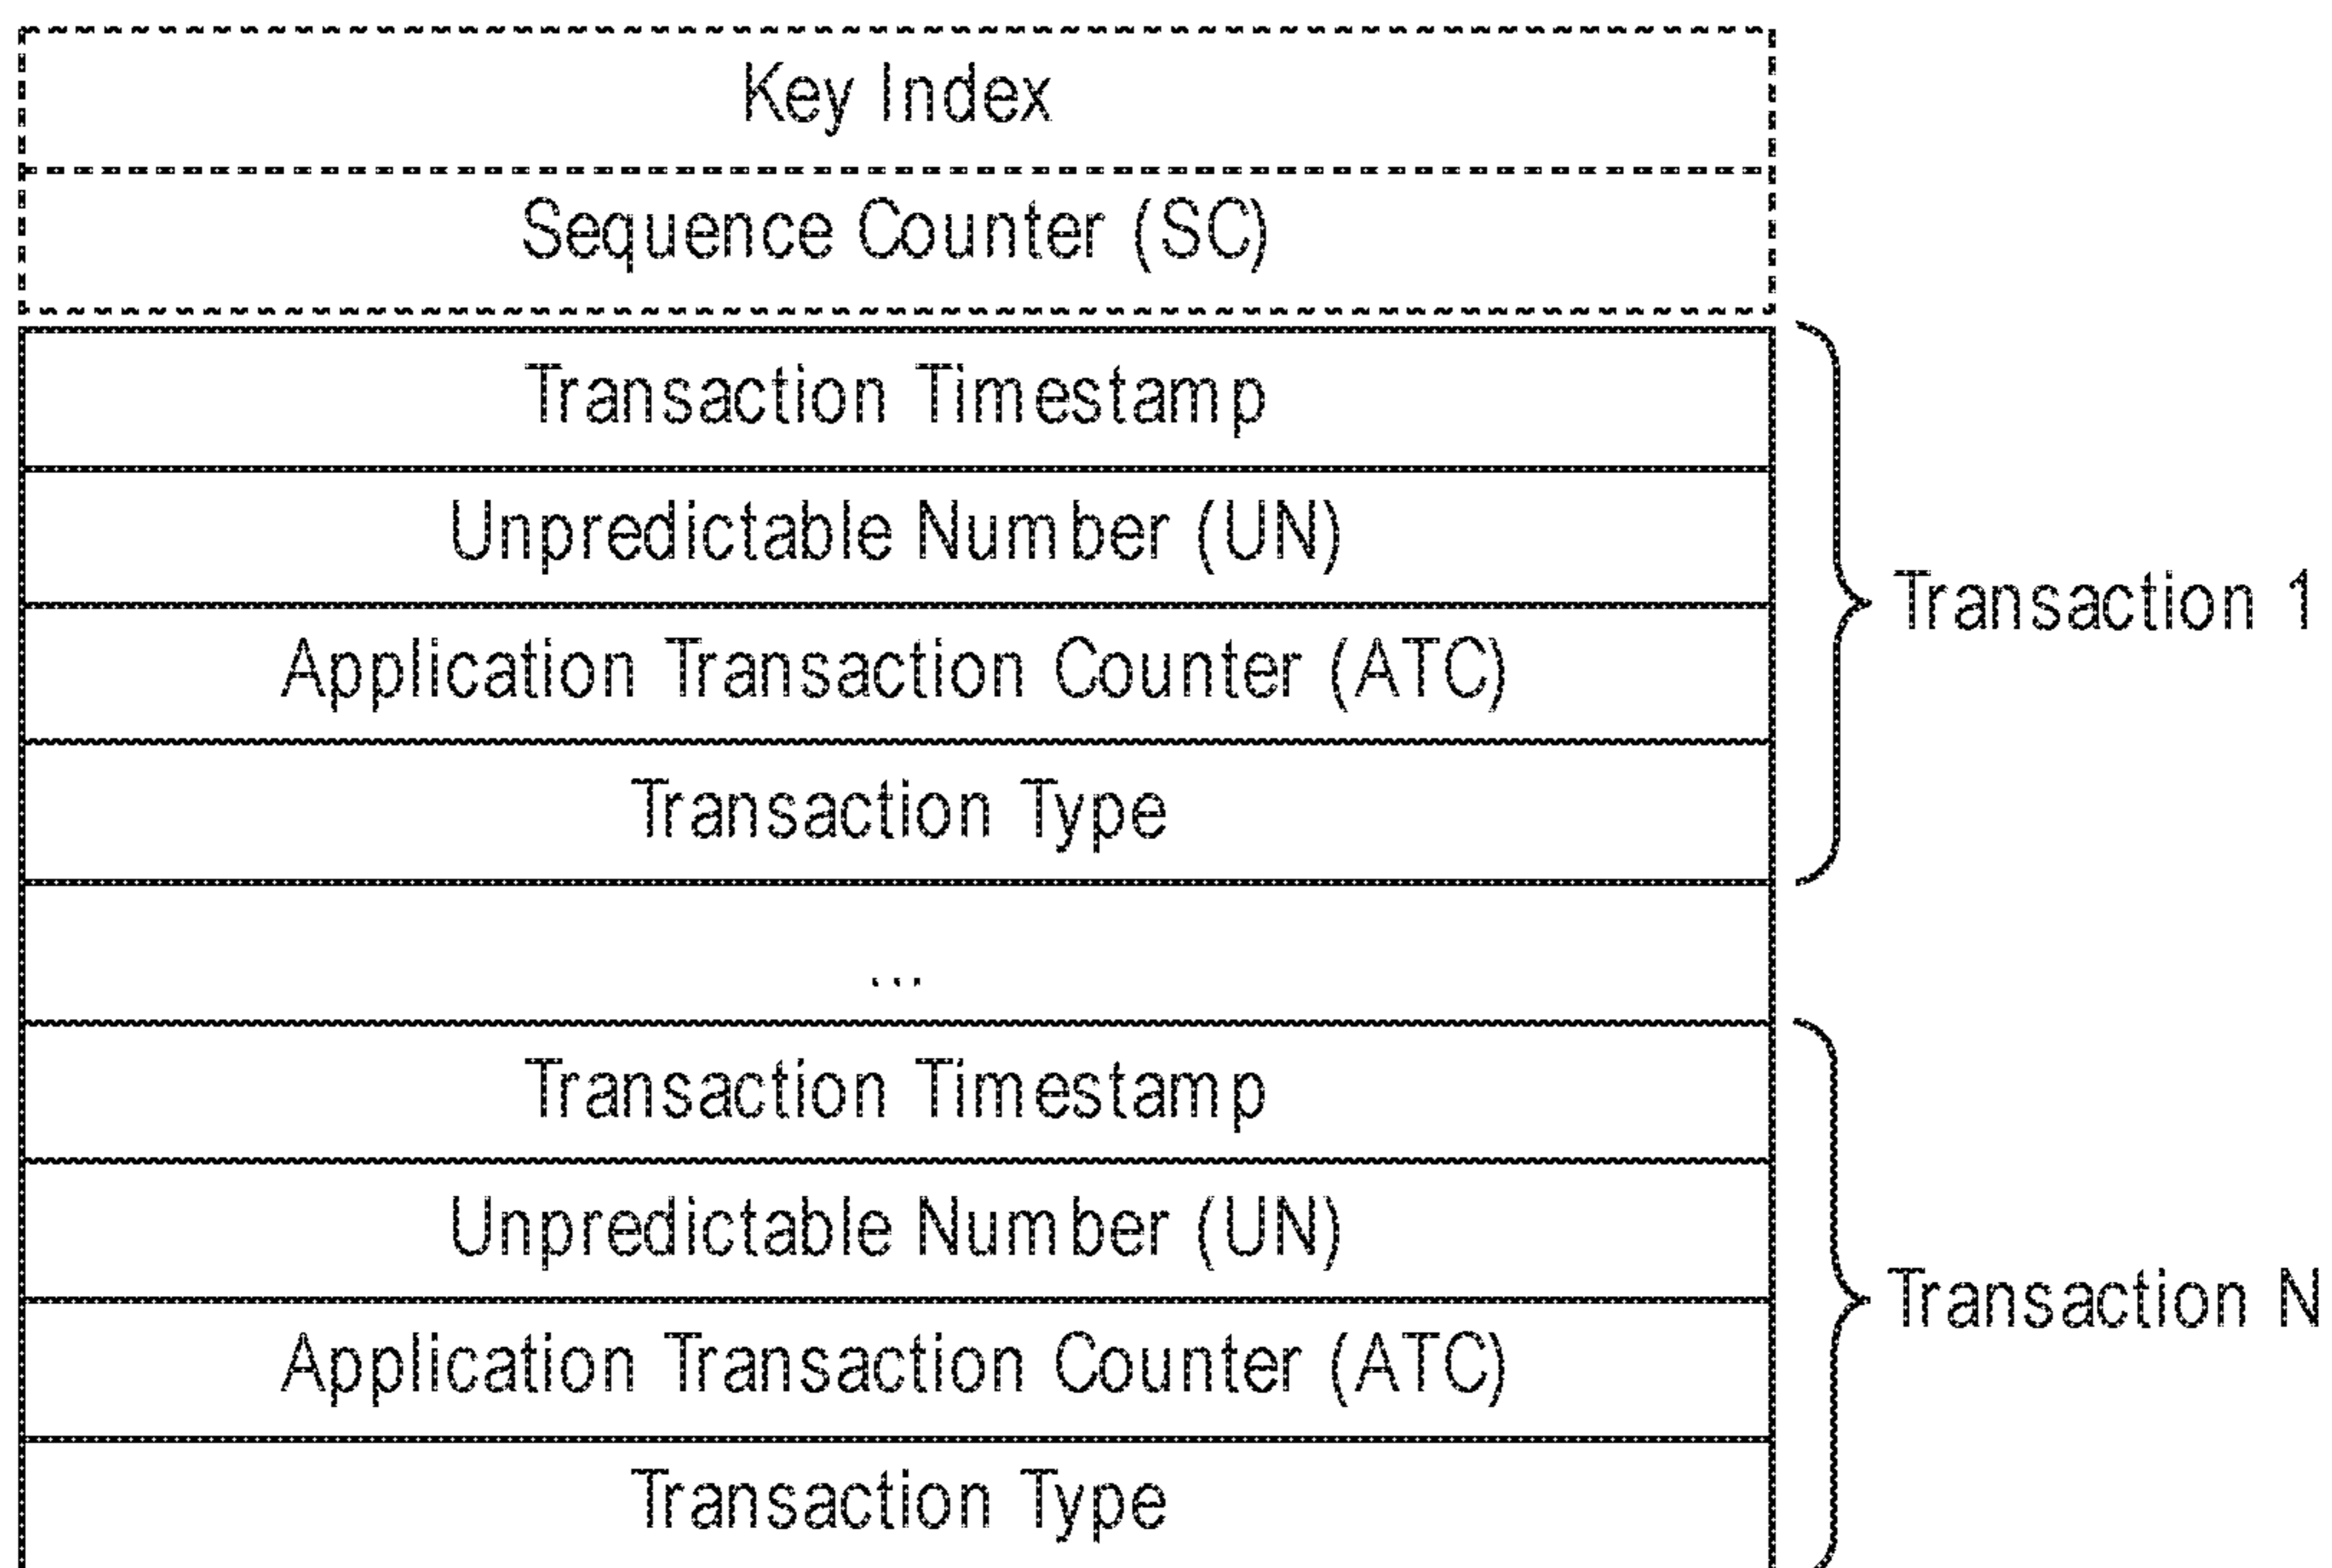 Key Index
Sequence Counter (SC)
Transaction Timestamp
Unpredictable Number (UN)
Application Transaction Counter (ATC)
Transaction Type
Transaction 1
...
Transaction Timestamp
Unpredictable Number (UN)
Application Transaction Counter (ATC)
Transaction Type
Transaction N